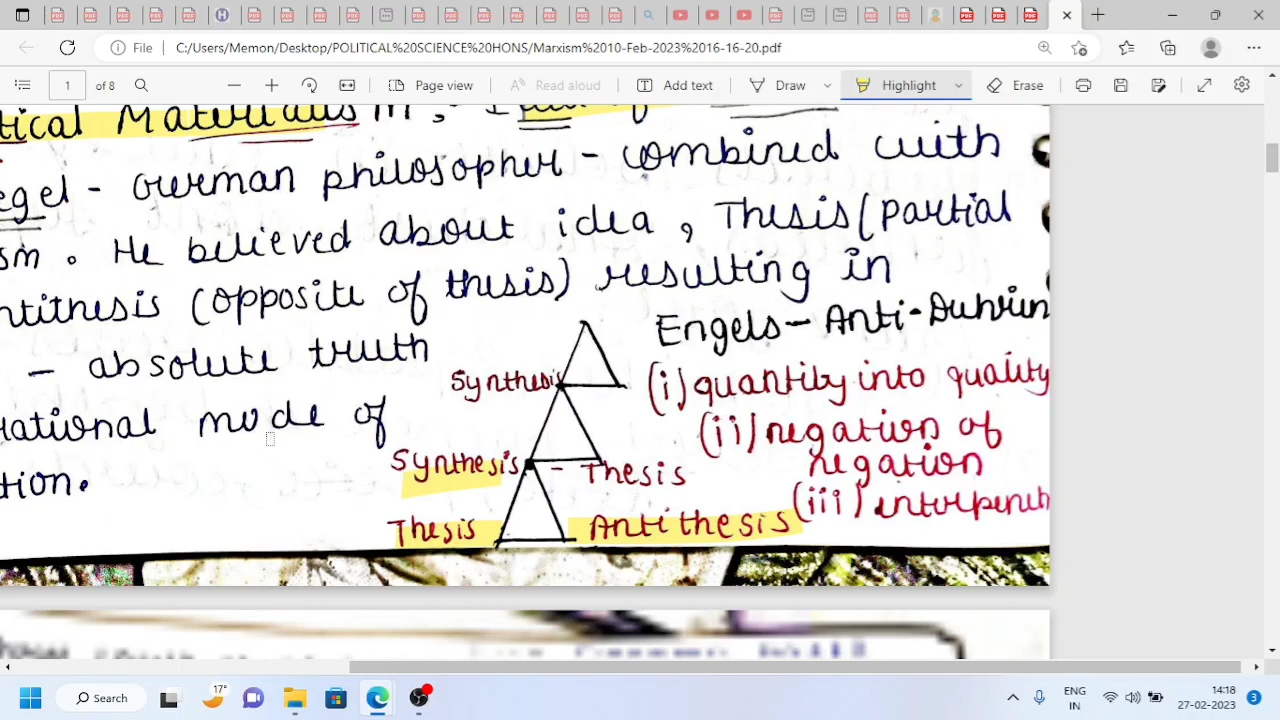 File C:/Users/Memon/Desktop/POLITICAL%20SCIENCE%20HONS/Marxism%2010-Feb-2023%2016-16-20.pdf
1 of 8 Page view Read aloud Add text Draw Highlight Erase
tical Materialism
egel - German philosopher - combined with
sm. He believed about idea, Thesis (partial
ntithesis (opposite of thesis) resulting in
- absolute truth
rational mode of
tion.
Engels - Anti-Duhrin
(i) quantity into quality
(ii) negation of
negation
(iii) interpenet
Synthesis
Synthesis - Thesis
Thesis Antithesis
17° Search ENG IN 14:18 27-02-2023 3